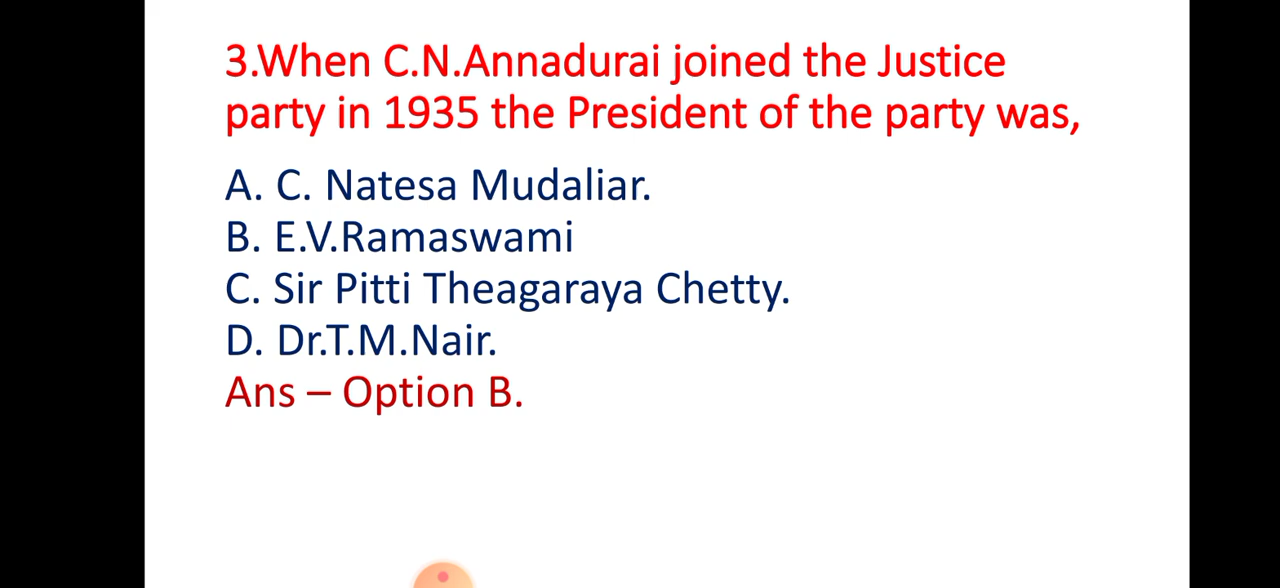 3.When C.N.Annadurai joined the Justice
party in 1935 the President of the party was,
A. C. Natesa Mudaliar.
B. E.V.Ramaswami
C. Sir Pitti Theagaraya Chetty.
D. Dr.T.M.Nair.
Ans – Option B.